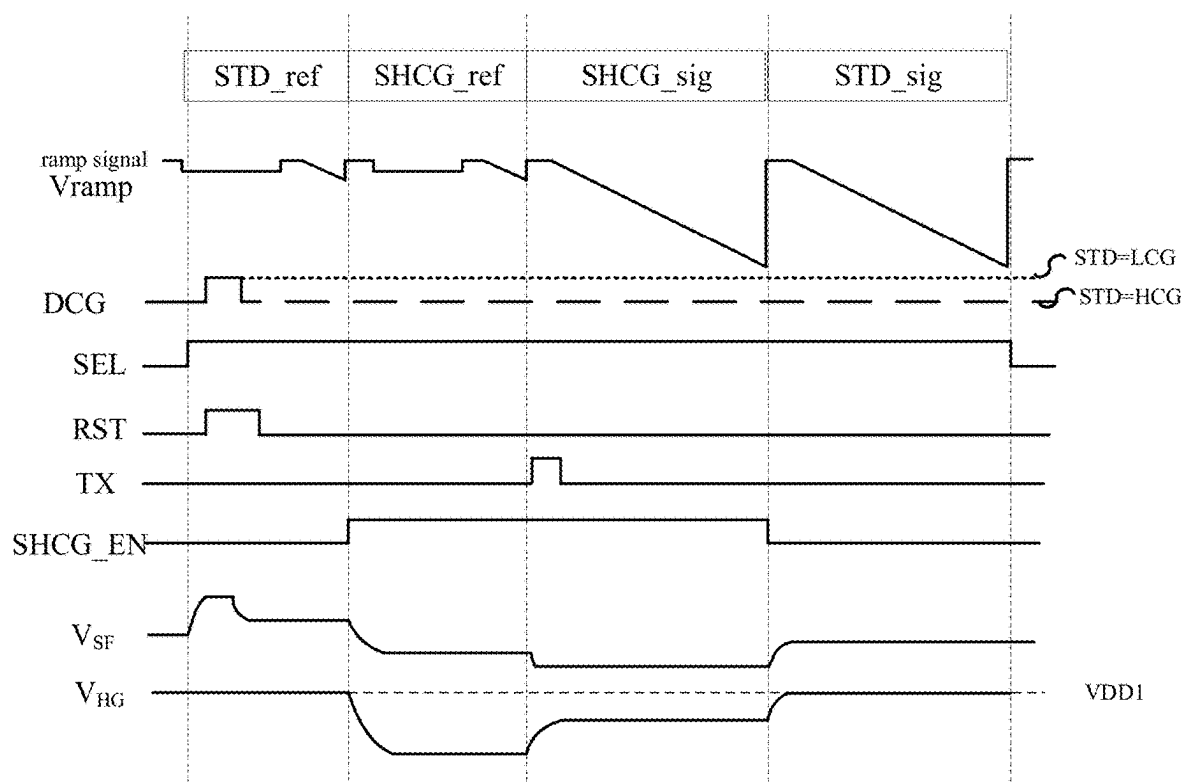 STD_ref SHCG_ref SHCG_sig STD_sig
ramp signal
Vramp
STD=LCG
DCG
STD=HCG
SEL
RST
TX
SHCG_EN
VSF
VHG
VDD1